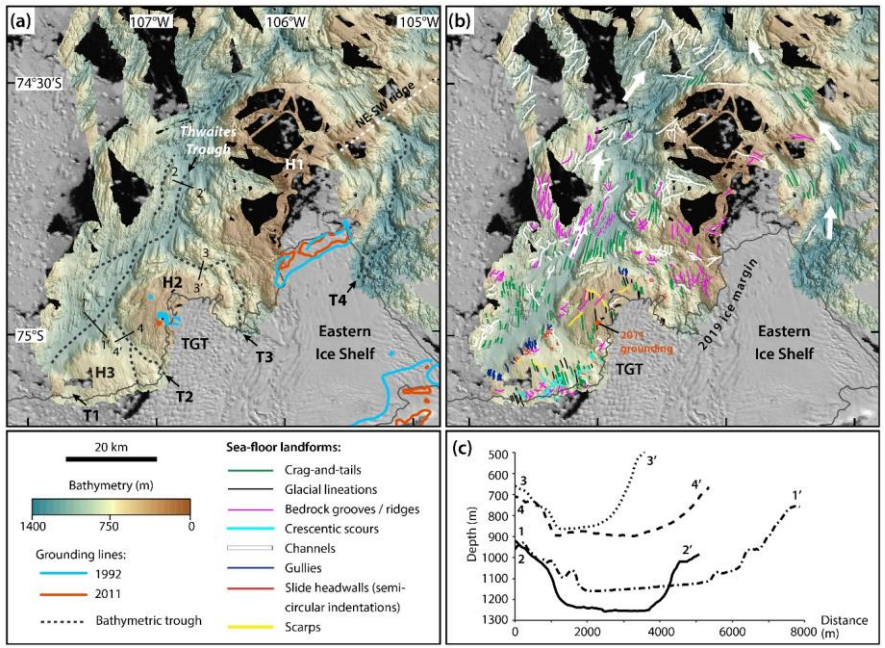 (a)
107°W
106°W
105°W
74°30'S
75°S
NE-SW ridge
Thwaites
Trough
H1
2
2'
3
3'
H2
T4
1
1'
4
4'
TGT
Eastern
Ice Shelf
H3
T3
T2
T1
(b)
2019 ice margin
2011
grounding
TGT
Eastern
Ice Shelf
20 km
Bathymetry (m)
1400 750 0
Grounding lines:
1992
2011
Bathymetric trough
Sea-floor landforms:
Crag-and-tails
Glacial lineations
Bedrock grooves / ridges
Crescentic scours
Channels
Gullies
Slide headwalls (semi-
circular indentations)
Scarps
(c)
Depth (m)
500
600
700
800
900
1000
1100
1200
1300
3
4
1
2
3'
4'
1'
2'
0 2000 4000 6000 8000
Distance
(m)